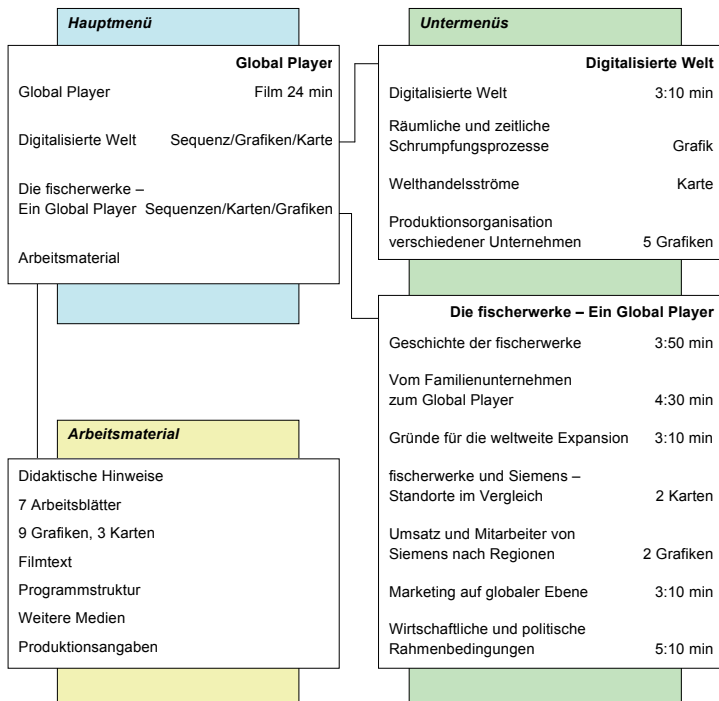 Hauptmenü
Global Player
Global Player Film 24 min
Digitalisierte Welt Sequenz/Grafiken/Karte
Die fischerwerke –
Ein Global Player Sequenzen/Karten/Grafiken
Arbeitsmaterial
Untermenüs
Digitalisierte Welt
Digitalisierte Welt 3:10 min
Räumliche und zeitliche
Schrumpfungsprozesse Grafik
Welthandelsströme Karte
Produktionsorganisation
verschiedener Unternehmen 5 Grafiken
Die fischerwerke – Ein Global Player
Geschichte der fischerwerke 3:50 min
Vom Familienunternehmen
zum Global Player 4:30 min
Gründe für die weltweite Expansion 3:10 min
fischerwerke und Siemens –
Standorte im Vergleich 2 Karten
Umsatz und Mitarbeiter von
Siemens nach Regionen 2 Grafiken
Marketing auf globaler Ebene 3:10 min
Wirtschaftliche und politische
Rahmenbedingungen 5:10 min
Arbeitsmaterial
Didaktische Hinweise
7 Arbeitsblätter
9 Grafiken, 3 Karten
Filmtext
Programmstruktur
Weitere Medien
Produktionsangaben